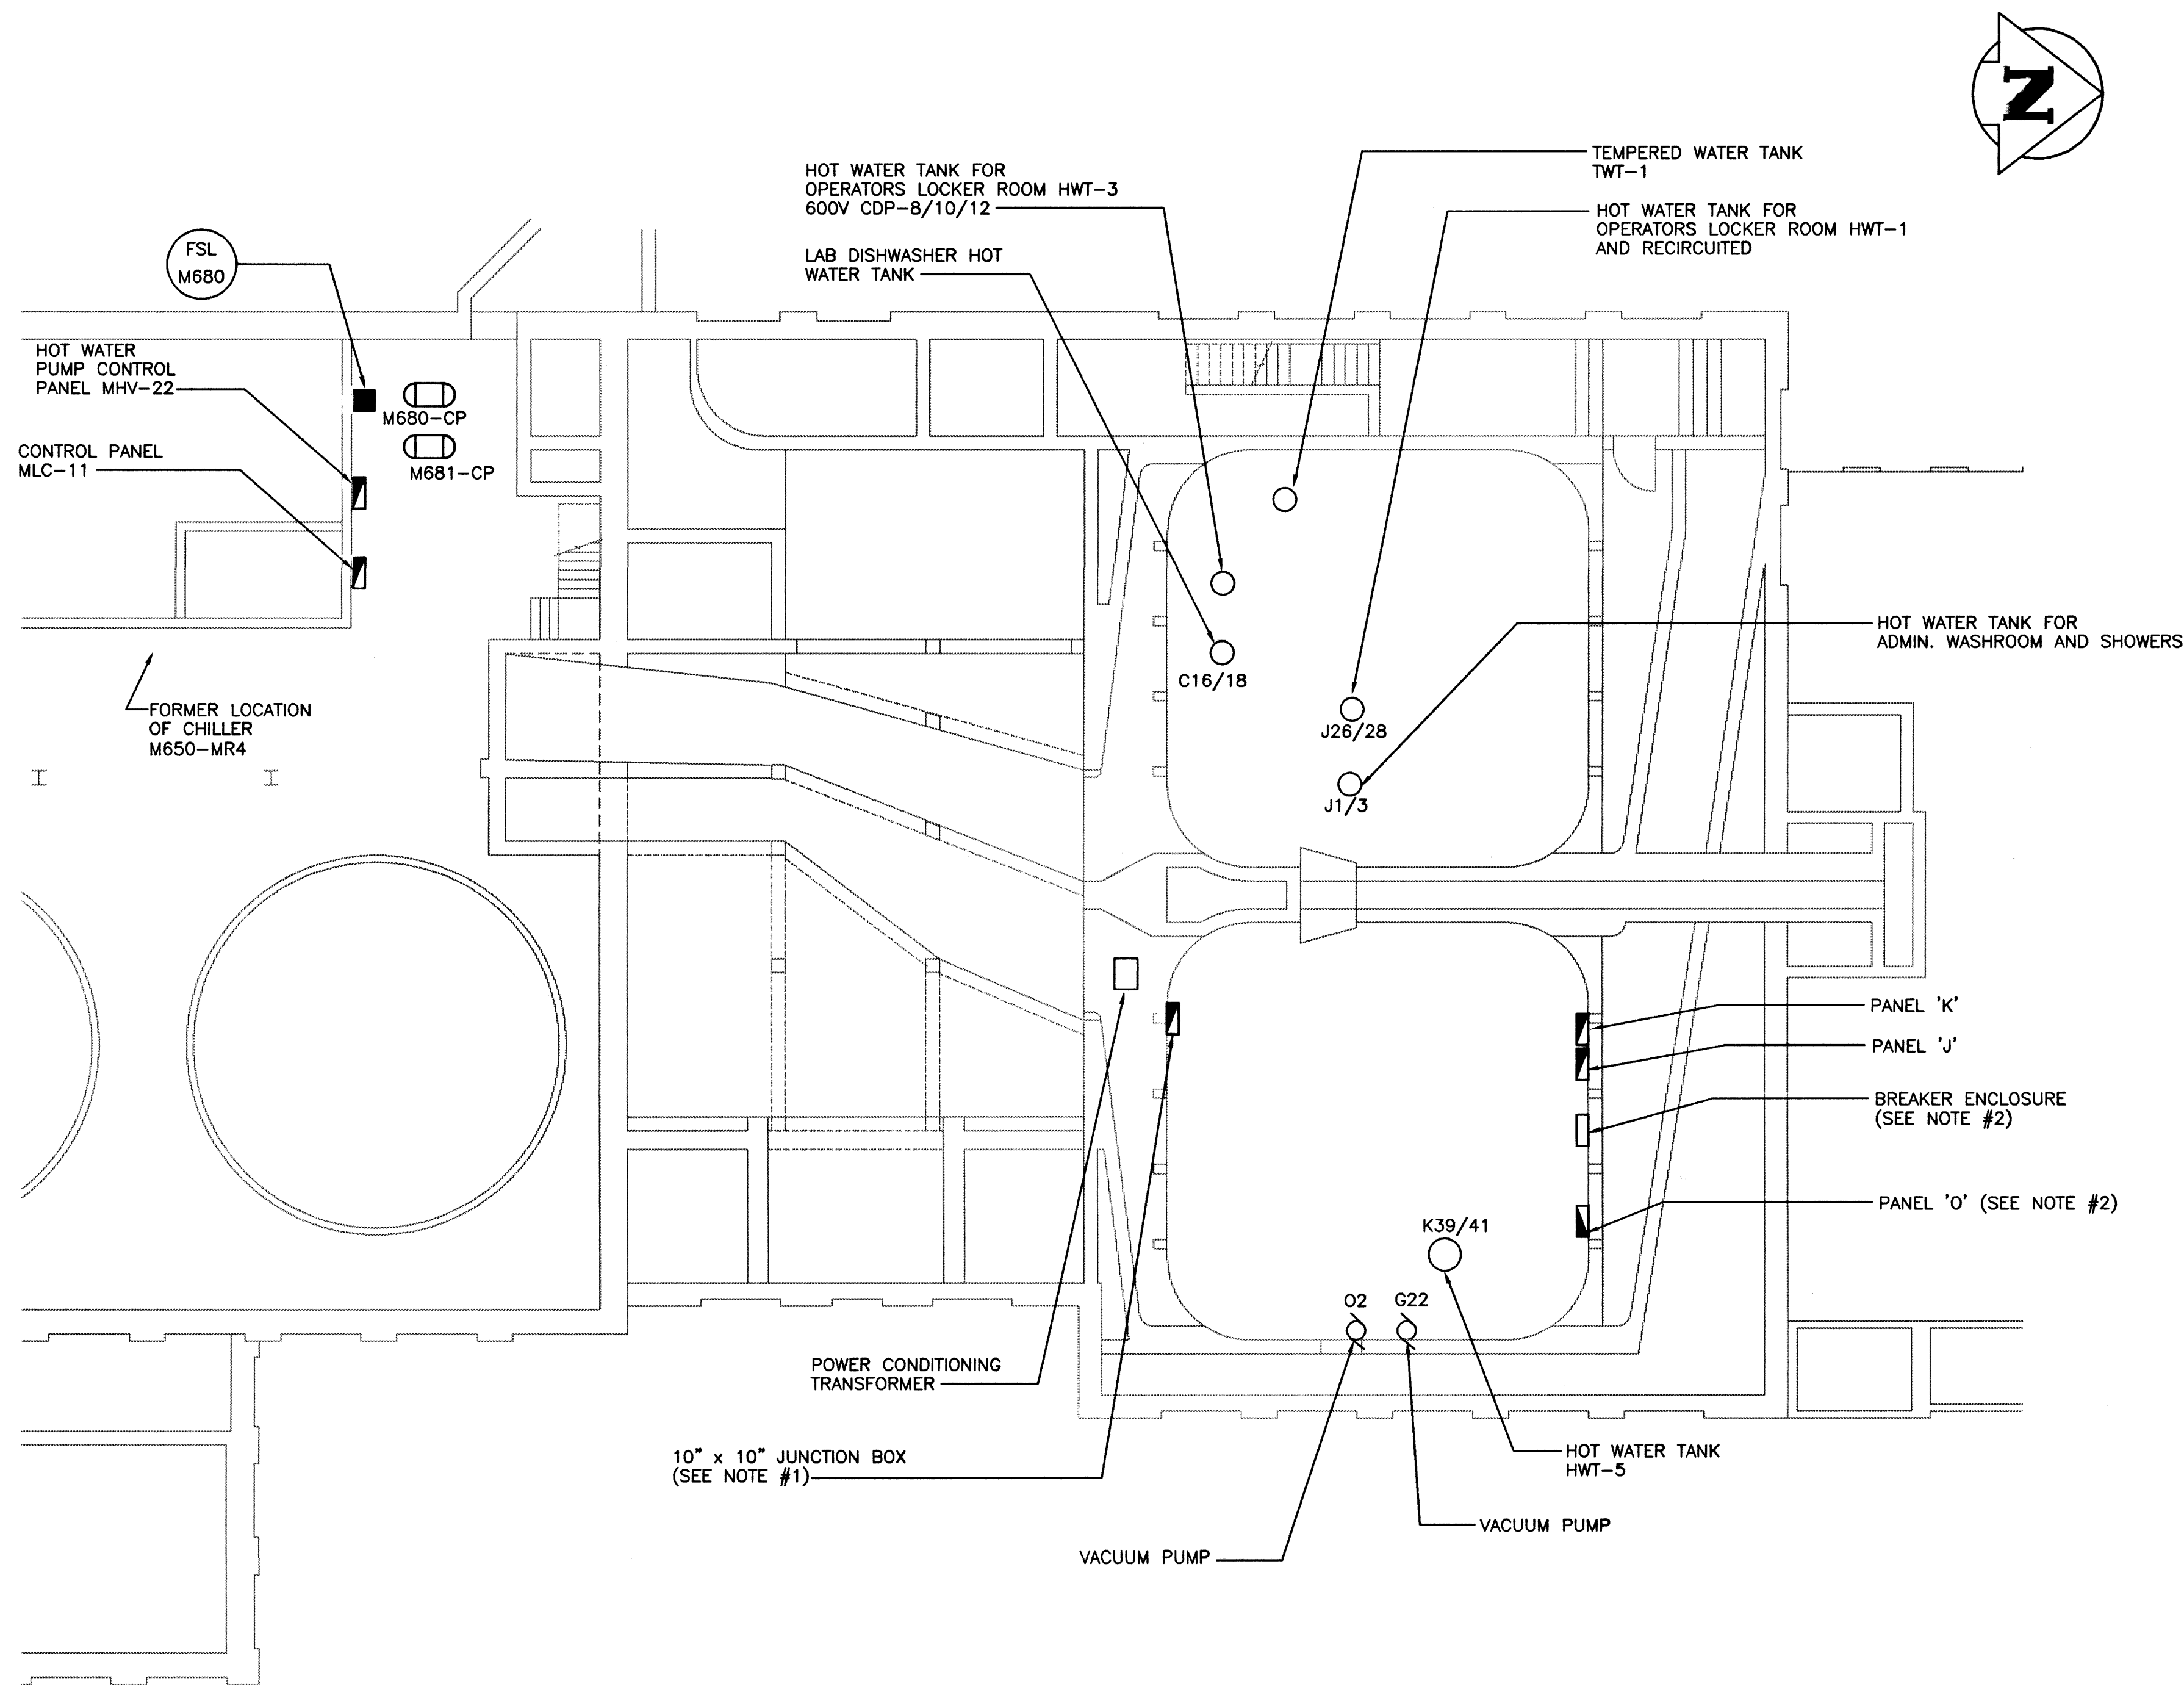 N
TEMPERED WATER TANK
TWT-1
HOT WATER TANK FOR
OPERATORS LOCKER ROOM HWT-3
600V CDP-8/10/12
HOT WATER TANK FOR
OPERATORS LOCKER ROOM HWT-1
AND RECIRCUITED
LAB DISHWASHER HOT
WATER TANK
FSL
M680
HOT WATER
PUMP CONTROL
PANEL MHV-22
M680-CP
M681-CP
CONTROL PANEL
MLC-11
HOT WATER TANK FOR
ADMIN. WASHROOM AND SHOWERS
C16/18
FORMER LOCATION
OF CHILLER
M650-MR4
J26/28
J1/3
PANEL 'K'
PANEL 'J'
BREAKER ENCLOSURE
(SEE NOTE #2)
PANEL 'O' (SEE NOTE #2)
K39/41
O2
G22
POWER CONDITIONING
TRANSFORMER
10" x 10" JUNCTION BOX
(SEE NOTE #1)
HOT WATER TANK
HWT-5
VACUUM PUMP
VACUUM PUMP